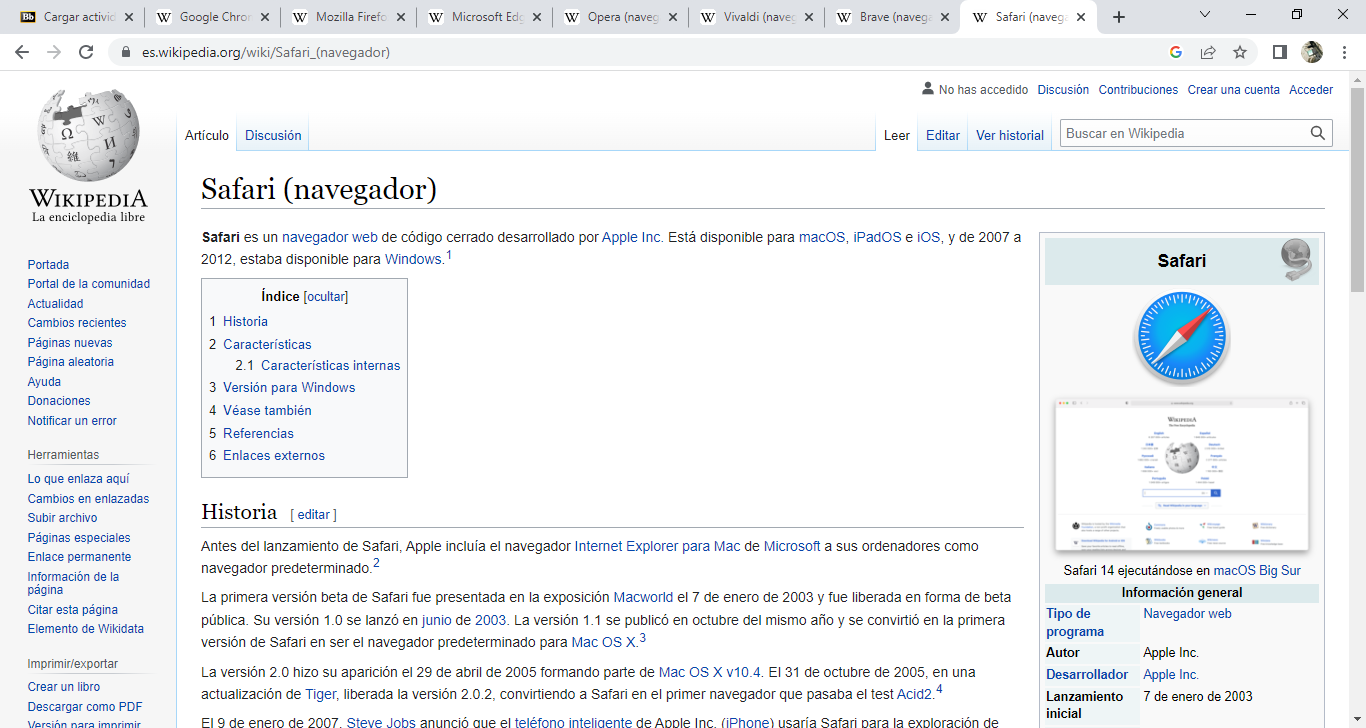 Bb Cargar activid
Google Chron
Mozilla Firefo
Microsoft Edg
Opera (naveg
Vivaldi (naveg
Brave (navega
Safari (navega
es.wikipedia.org/wiki/Safari_(navegador)
No has accedido Discusión Contribuciones Crear una cuenta Acceder
Artículo Discusión Leer Editar Ver historial Buscar en Wikipedia
WIKIPEDIA
La enciclopedia libre
Portada
Portal de la comunidad
Actualidad
Cambios recientes
Páginas nuevas
Página aleatoria
Ayuda
Donaciones
Notificar un error
Herramientas
Lo que enlaza aquí
Cambios en enlazadas
Subir archivo
Páginas especiales
Enlace permanente
Información de la
página
Citar esta página
Elemento de Wikidata
Imprimir/exportar
Crear un libro
Descargar como PDF
Versión para imprimir
Safari (navegador)
Safari es un navegador web de código cerrado desarrollado por Apple Inc. Está disponible para macOS, iPadOS e iOS, y de 2007 a
2012, estaba disponible para Windows.1
Índice [ocultar]
1 Historia
2 Características
2.1 Características internas
3 Versión para Windows
4 Véase también
5 Referencias
6 Enlaces externos
Historia [ editar ]
Antes del lanzamiento de Safari, Apple incluía el navegador Internet Explorer para Mac de Microsoft a sus ordenadores como
navegador predeterminado.2
La primera versión beta de Safari fue presentada en la exposición Macworld el 7 de enero de 2003 y fue liberada en forma de beta
pública. Su versión 1.0 se lanzó en junio de 2003. La versión 1.1 se publicó en octubre del mismo año y se convirtió en la primera
versión de Safari en ser el navegador predeterminado para Mac OS X.3
La versión 2.0 hizo su aparición el 29 de abril de 2005 formando parte de Mac OS X v10.4. El 31 de octubre de 2005, en una
actualización de Tiger, liberada la versión 2.0.2, convirtiendo a Safari en el primer navegador que pasaba el test Acid2.4
El 9 de enero de 2007, Steve Jobs anunció que el teléfono inteligente de Apple Inc. (iPhone) usaría Safari para la exploración de
Safari
WIKIPEDIA
Safari 14 ejecutándose en macOS Big Sur
Información general
Tipo de programa Navegador web
Autor Apple Inc.
Desarrollador Apple Inc.
Lanzamiento inicial 7 de enero de 2003